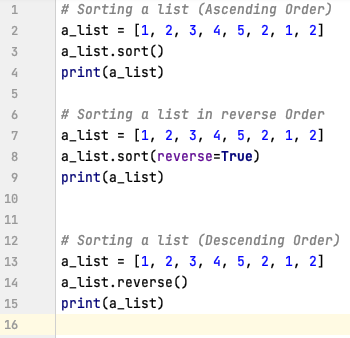 1 # Sorting a list (Ascending Order)
2 a_list = [1, 2, 3, 4, 5, 2, 1, 2]
3 a_list.sort()
4 print(a_list)
5
6 # Sorting a list in reverse Order
7 a_list = [1, 2, 3, 4, 5, 2, 1, 2]
8 a_list.sort(reverse=True)
9 print(a_list)
10
11
12 # Sorting a list (Descending Order)
13 a_list = [1, 2, 3, 4, 5, 2, 1, 2]
14 a_list.reverse()
15 print(a_list)
16